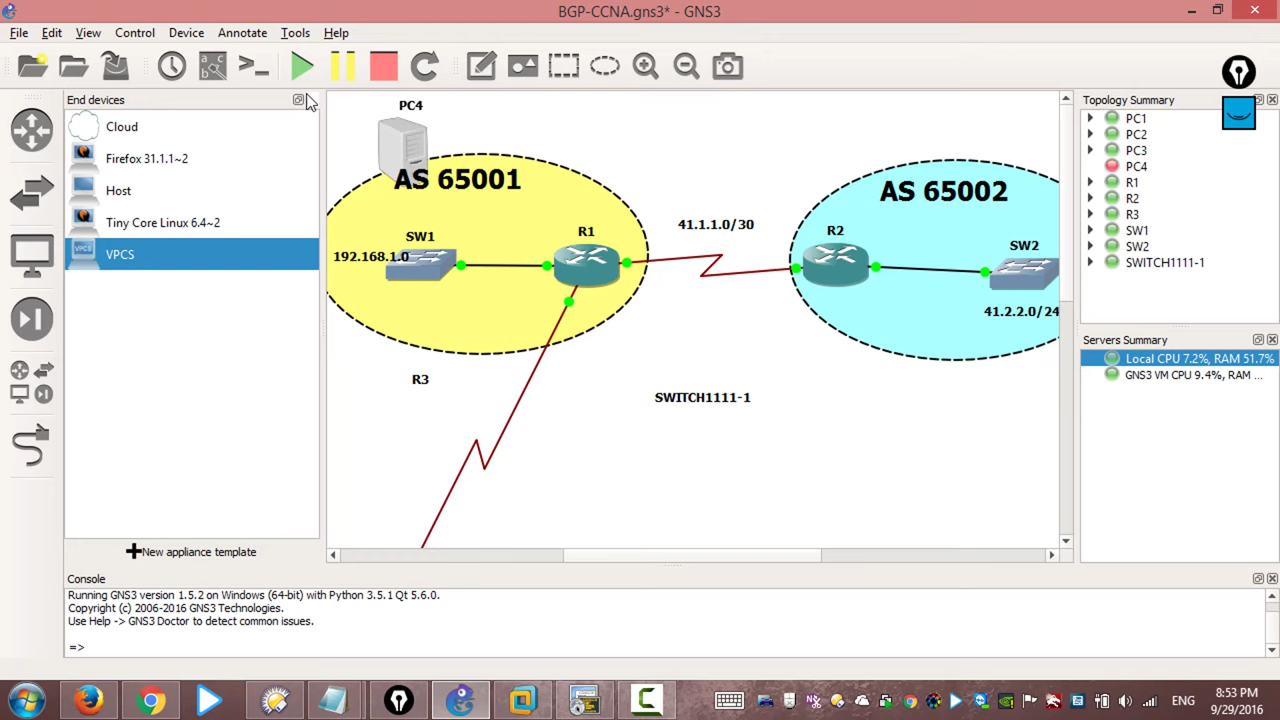 BGP-CCNA.gns3* - GNS3
File Edit View Control Device Annotate Tools Help
End devices
Cloud
Firefox 31.1.1~2
Host
Tiny Core Linux 6.4~2
VPCS
VPCS
New appliance template
PC4
AS 65001
SW1
192.168.1.0
R1
41.1.1.0/30
AS 65002
R2
SW2
41.2.2.0/24
R3
SWITCH1111-1
Topology Summary
PC1
PC2
PC3
PC4
R1
R2
R3
SW1
SW2
SWITCH1111-1
Servers Summary
Local CPU 7.2%, RAM 51.7%
GNS3 VM CPU 9.4%, RAM ...
Console
Running GNS3 version 1.5.2 on Windows (64-bit) with Python 3.5.1 Qt 5.6.0.
Copyright (c) 2006-2016 GNS3 Technologies.
Use Help -> GNS3 Doctor to detect common issues.
=>
ENG
8:53 PM
9/29/2016